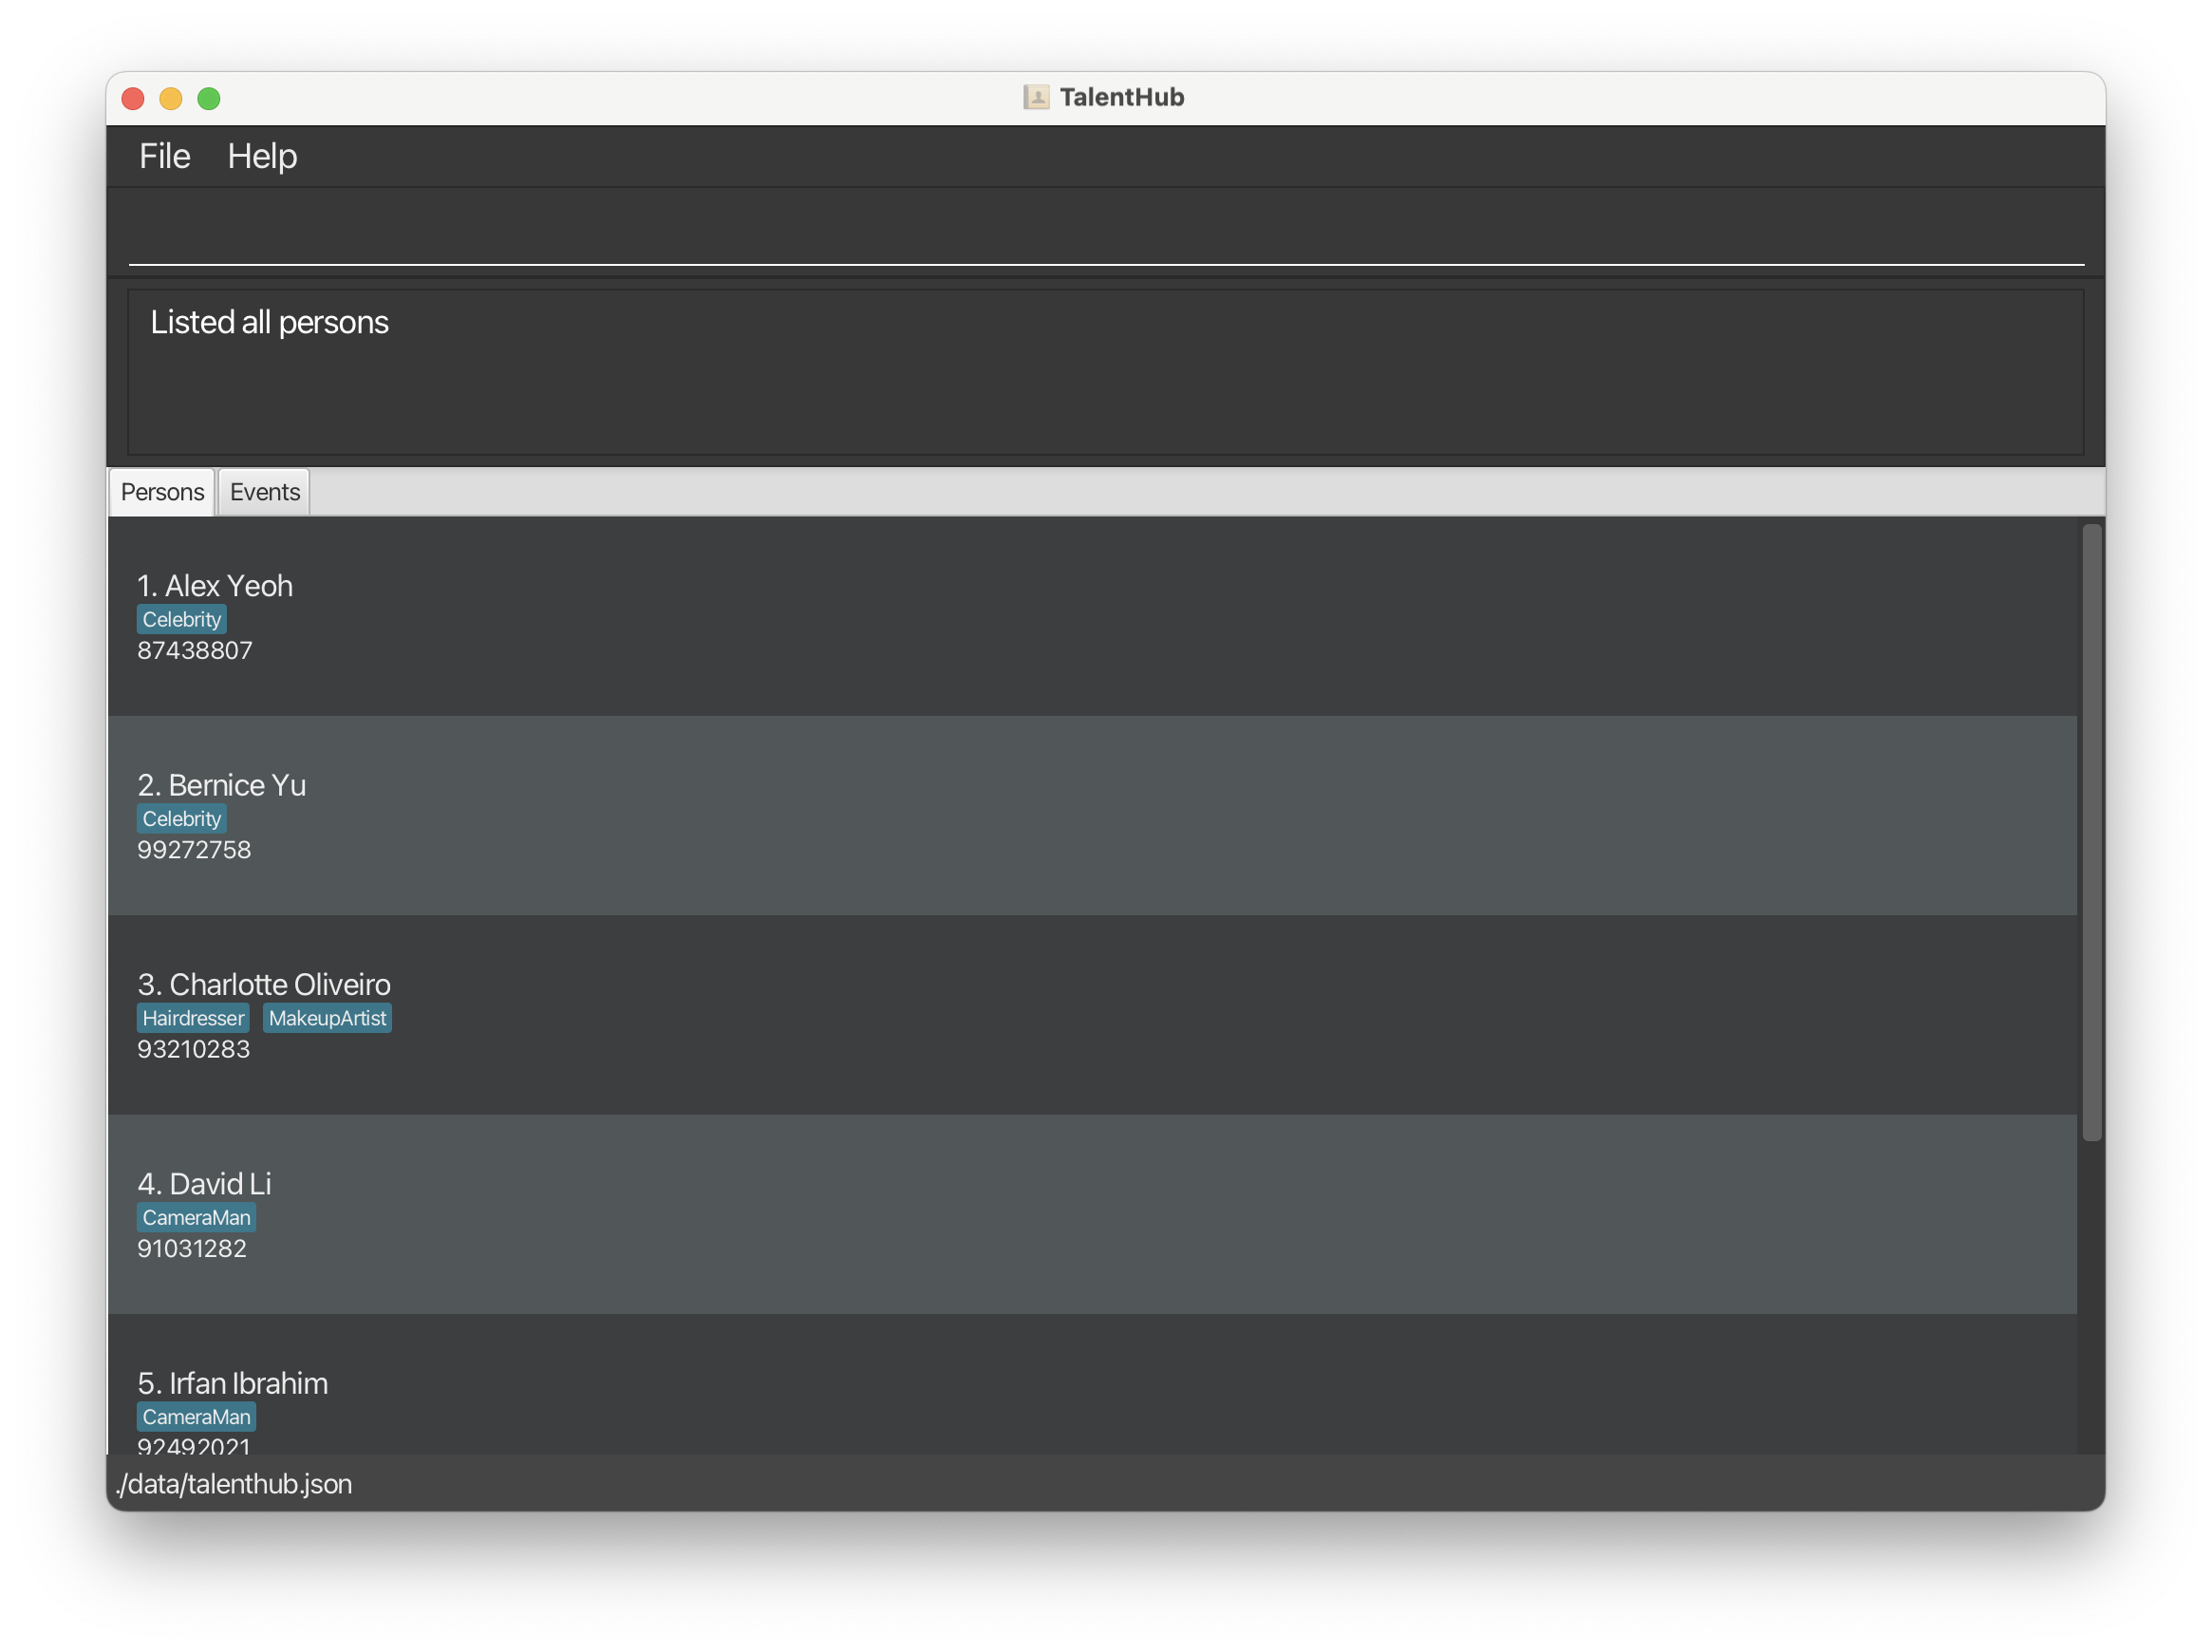 TalentHub
File Help
Listed all persons
Persons Events
1. Alex Yeoh
Celebrity
87438807
2. Bernice Yu
Celebrity
99272758
3. Charlotte Oliveiro
Hairdresser MakeupArtist
93210283
4. David Li
CameraMan
91031282
5. Irfan Ibrahim
CameraMan
92492021
./data/talenthub.json